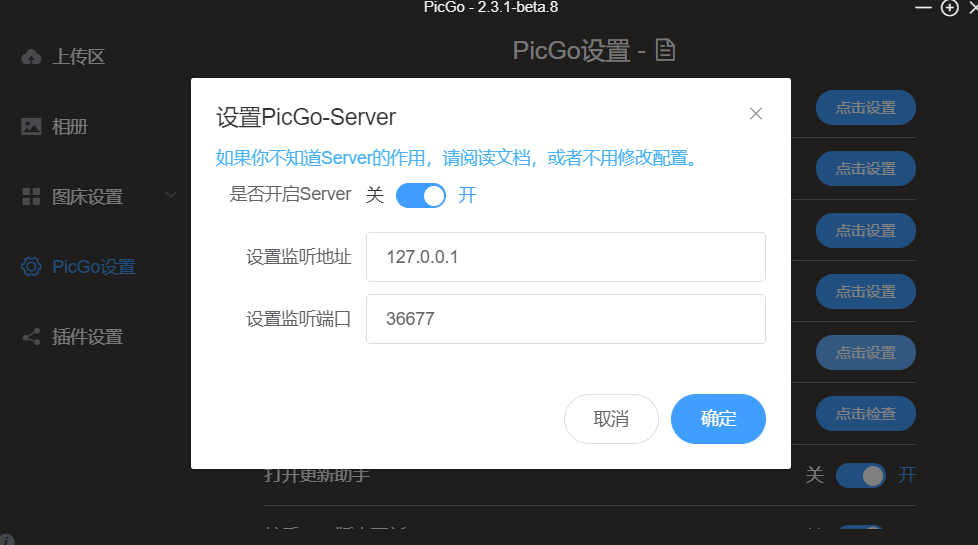 PicGo - 2.3.1-beta.8
上传区
相册
图床设置
PicGo设置
插件设置
PicGo设置 -
点击设置
点击设置
点击设置
点击设置
点击设置
点击检查
设置PicGo-Server
如果你不知道Server的作用，请阅读文档，或者不用修改配置。
是否开启Server 关 开
设置监听地址 127.0.0.1
设置监听端口 36677
取消 确定
打开更新助手 关 开